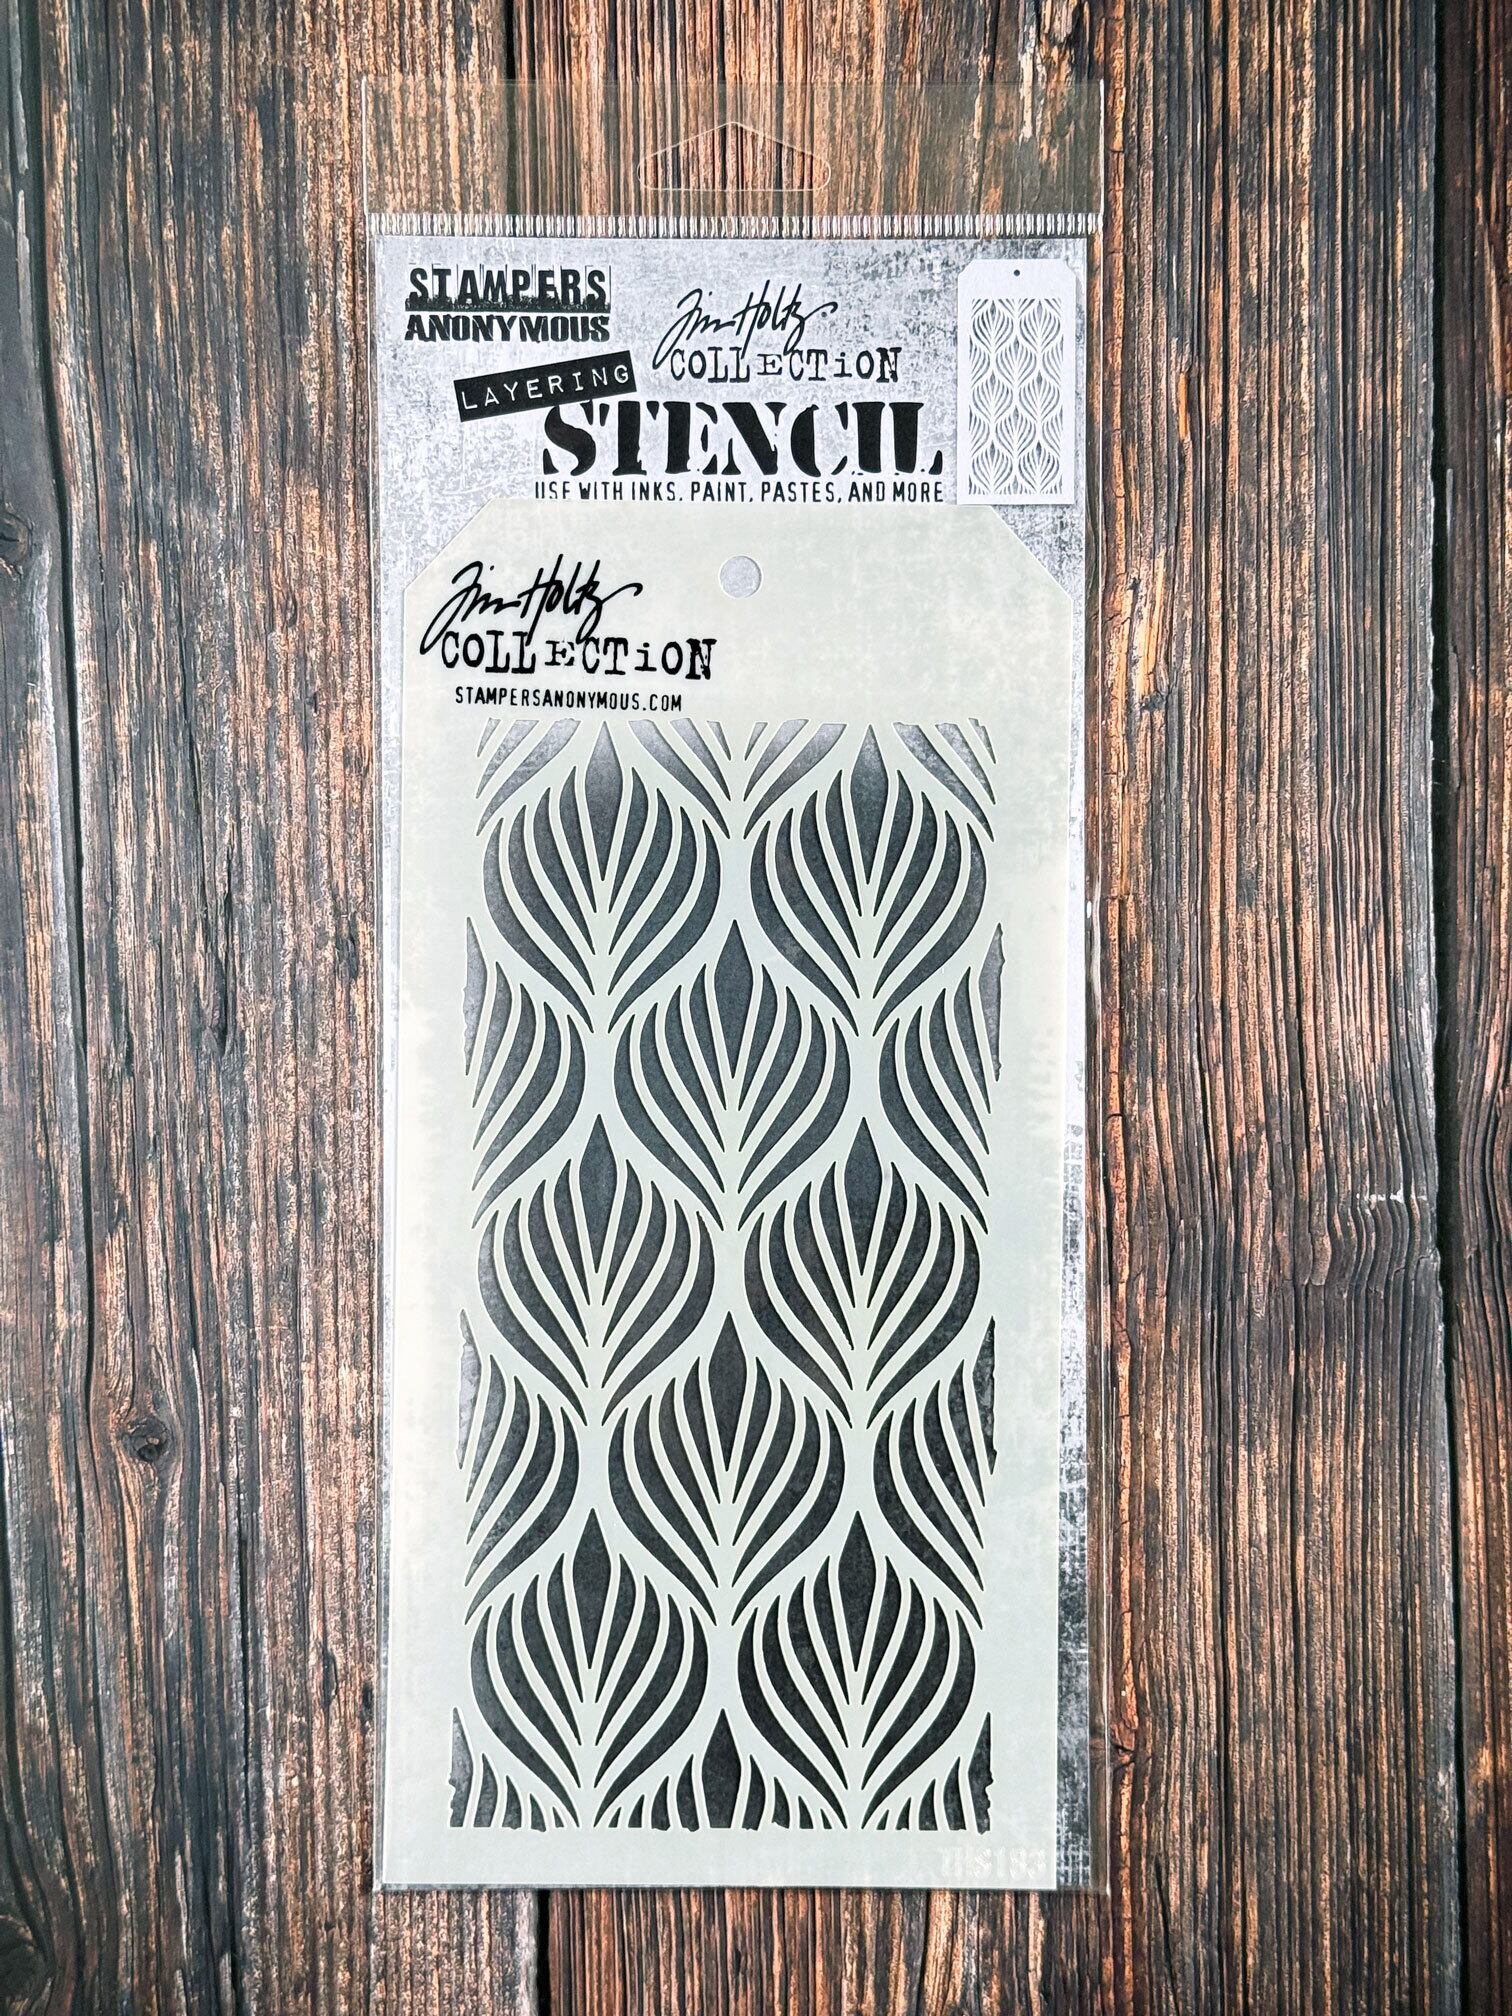 STAMPERS
ANONYMOUS
Tim Holtz
COLLECTiON
LAYERING
STENCIL
USE WITH INKS, PAINT, PASTES, AND MORE
Tim Holtz
COLLECTiON
STAMPERSANONYMOUS.COM
THS183